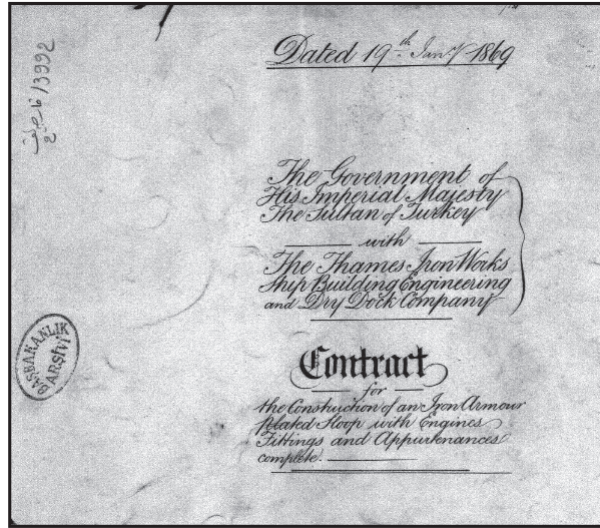 Dated 19th Jany 1869
13992
The Government of
His Imperial Majesty
The Sultan of Turkey
with
The Thames Iron Works
Ship Building Engineering
and Dry Dock Company
Contract
for
the Construction of an Iron Armour
Plated Sloop with Engines
Fittings and Appurtenances
complete.
BAŞBAKANLIK
ARŞİVİ